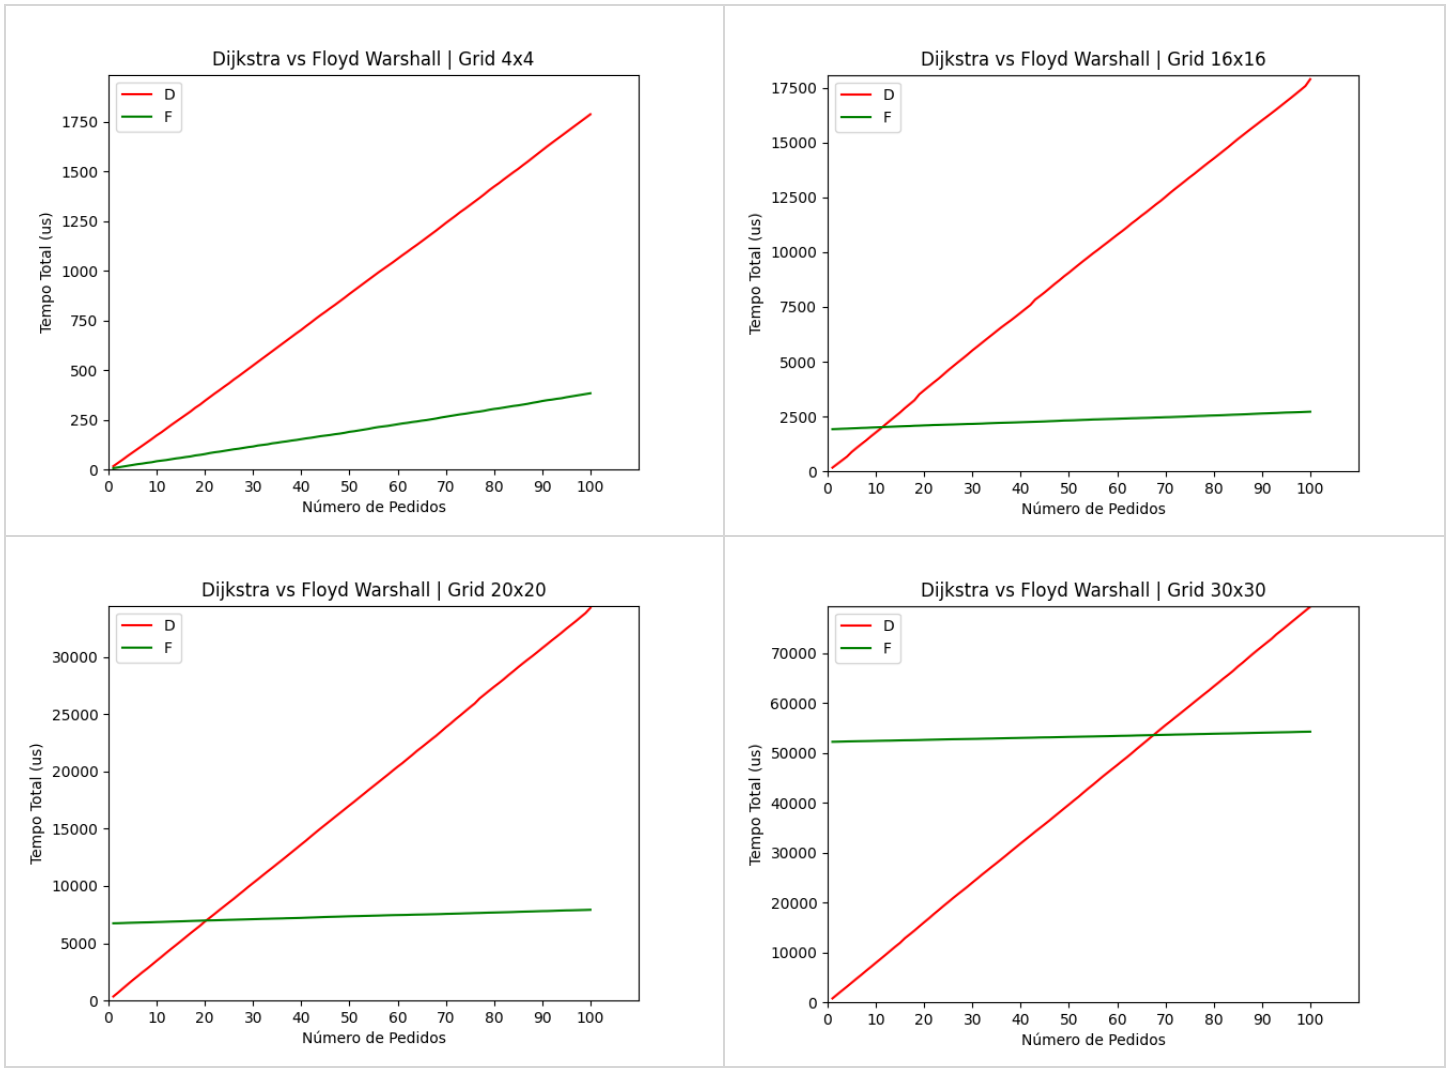 Dijkstra vs Floyd Warshall | Grid 4x4
D
F
1750
1500
1250
1000
750
500
250
0
Tempo Total (us)
0 10 20 30 40 50 60 70 80 90 100
Número de Pedidos
Dijkstra vs Floyd Warshall | Grid 16x16
D
F
17500
15000
12500
10000
7500
5000
2500
0
Tempo Total (us)
0 10 20 30 40 50 60 70 80 90 100
Número de Pedidos
Dijkstra vs Floyd Warshall | Grid 20x20
D
F
30000
25000
20000
15000
10000
5000
0
Tempo Total (us)
0 10 20 30 40 50 60 70 80 90 100
Número de Pedidos
Dijkstra vs Floyd Warshall | Grid 30x30
D
F
70000
60000
50000
40000
30000
20000
10000
0
Tempo Total (us)
0 10 20 30 40 50 60 70 80 90 100
Número de Pedidos